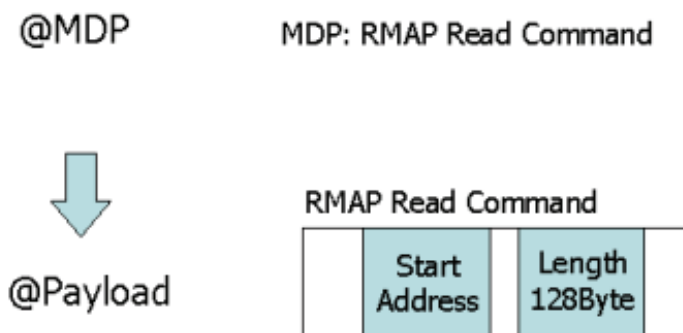 @MDP
MDP: RMAP Read Command
RMAP Read Command
@Payload
Start
Address
Length
128Byte